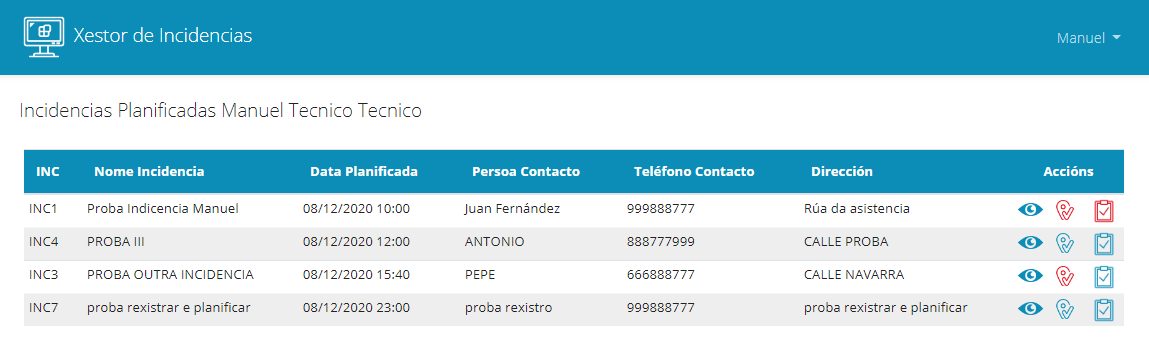 Xestor de Incidencias
Manuel
Incidencias Planificadas Manuel Tecnico Tecnico
INC Nome Incidencia Data Planificada Persoa Contacto Teléfono Contacto Dirección Accións
INC1 Proba Indicencia Manuel 08/12/2020 10:00 Juan Fernández 999888777 Rúa da asistencia
INC4 PROBA III 08/12/2020 12:00 ANTONIO 888777999 CALLE PROBA
INC3 PROBA OUTRA INCIDENCIA 08/12/2020 15:40 PEPE 666888777 CALLE NAVARRA
INC7 proba rexistrar e planificar 08/12/2020 23:00 proba rexistro 999888777 proba rexistrar e planificar